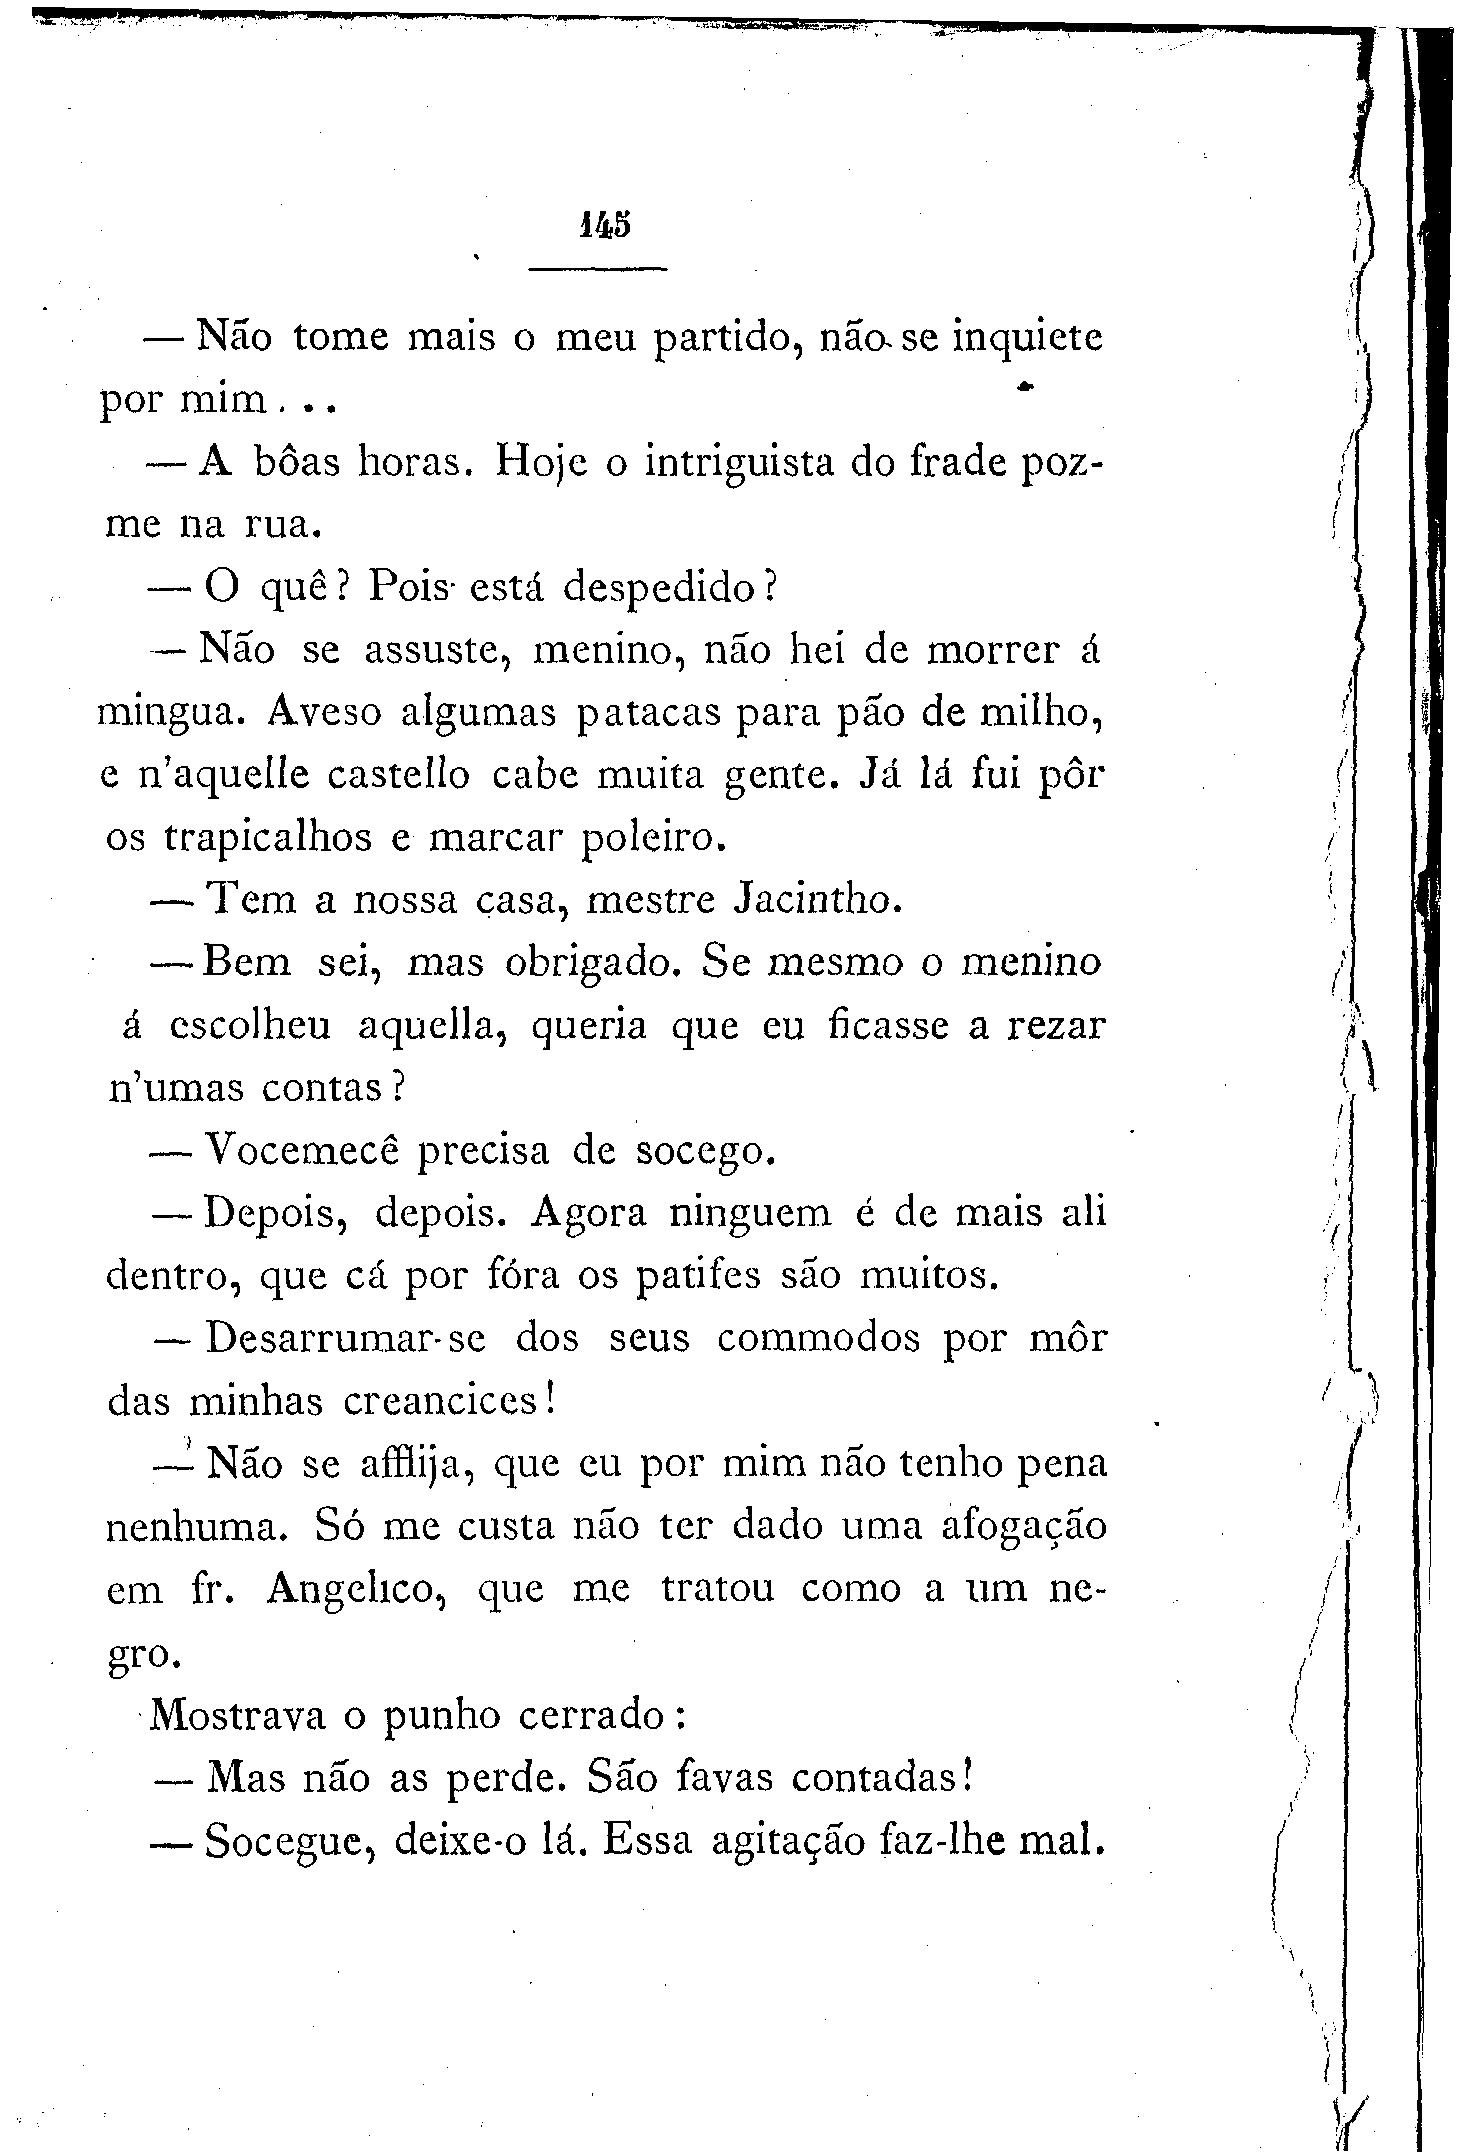 145
— Não tome mais o meu partido, não se inquiete
por mim...
— A bôas horas. Hoje o intriguista do frade poz-
me na rua.
— O quê? Pois está despedido?
— Não se assuste, menino, não hei de morrer á
mingua. Aveso algumas patacas para pão de milho,
e n'aquelle castello cabe muita gente. Já lá fui pôr
os trapicalhos e marcar poleiro.
— Tem a nossa casa, mestre Jacintho.
— Bem sei, mas obrigado. Se mesmo o menino
á escolheu aquella, queria que eu ficasse a rezar
n'umas contas?
— Vocemecê precisa de socego.
— Depois, depois. Agora ninguem é de mais ali
dentro, que cá por fóra os patifes são muitos.
— Desarrumar-se dos seus commodos por môr
das minhas creancices!
— Não se afflija, que eu por mim não tenho pena
nenhuma. Só me custa não ter dado uma afogação
em fr. Angelico, que me tratou como a um ne-
gro.
Mostrava o punho cerrado:
— Mas não as perde. São favas contadas!
— Socegue, deixe-o lá. Essa agitação faz-lhe mal.